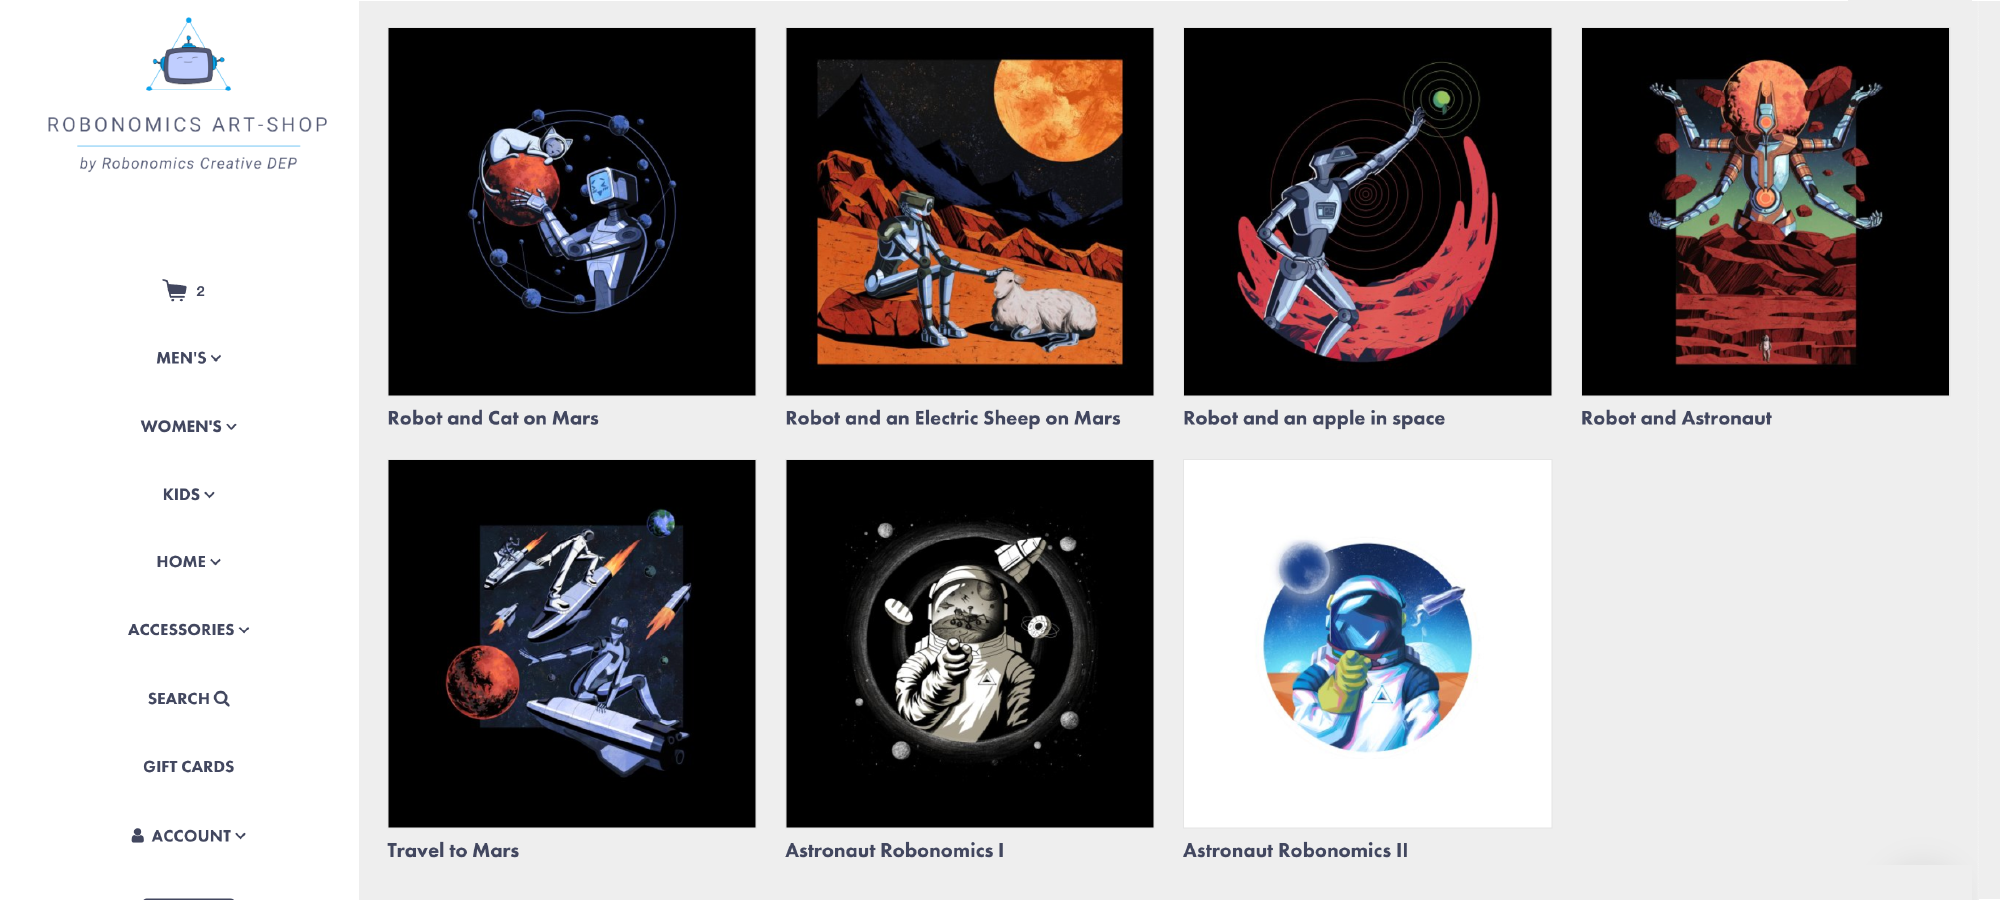 ROBONOMICS ART-SHOP
by Robonomics Creative DEP
2
MEN'S
WOMEN'S
KIDS
HOME
ACCESSORIES
SEARCH
GIFT CARDS
ACCOUNT
Robot and Cat on Mars
Robot and an Electric Sheep on Mars
Robot and an apple in space
Robot and Astronaut
Travel to Mars
Astronaut Robonomics I
Astronaut Robonomics II